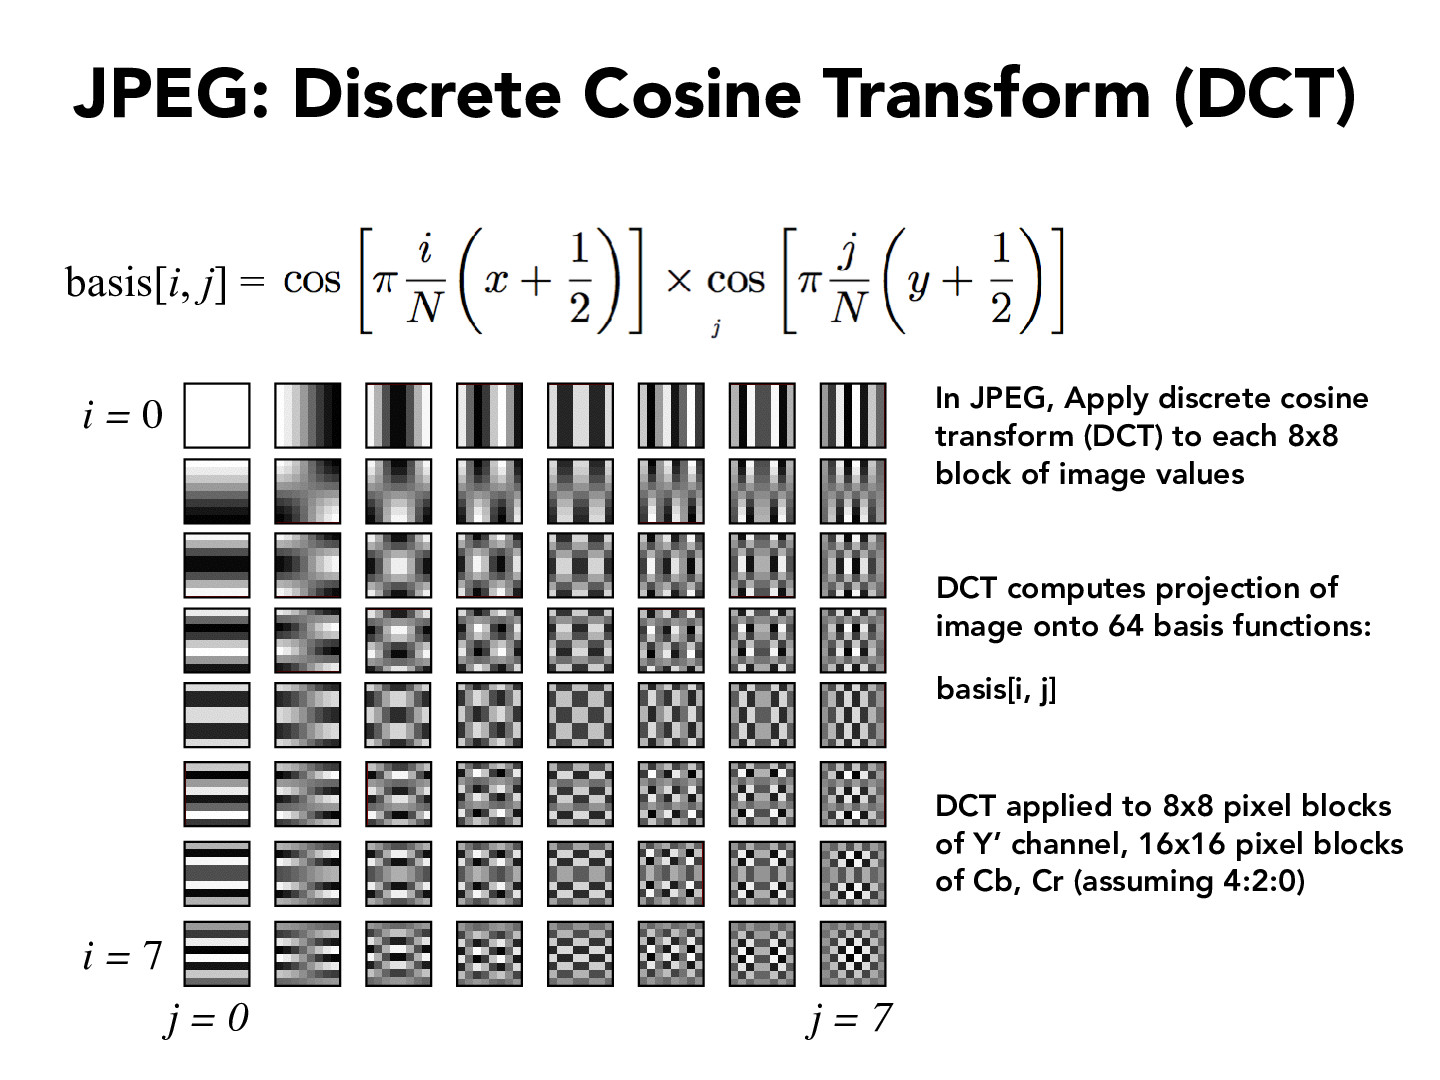 JPEG: Discrete Cosine Transform (DCT)
basis[i, j] = cos [π i/N (x + 1/2)] × cos [π j/N (y + 1/2)]
j
i = 0
In JPEG, Apply discrete cosine
transform (DCT) to each 8x8
block of image values
DCT computes projection of
image onto 64 basis functions:
basis[i, j]
DCT applied to 8x8 pixel blocks
of Y’ channel, 16x16 pixel blocks
of Cb, Cr (assuming 4:2:0)
i = 7
j = 0
j = 7